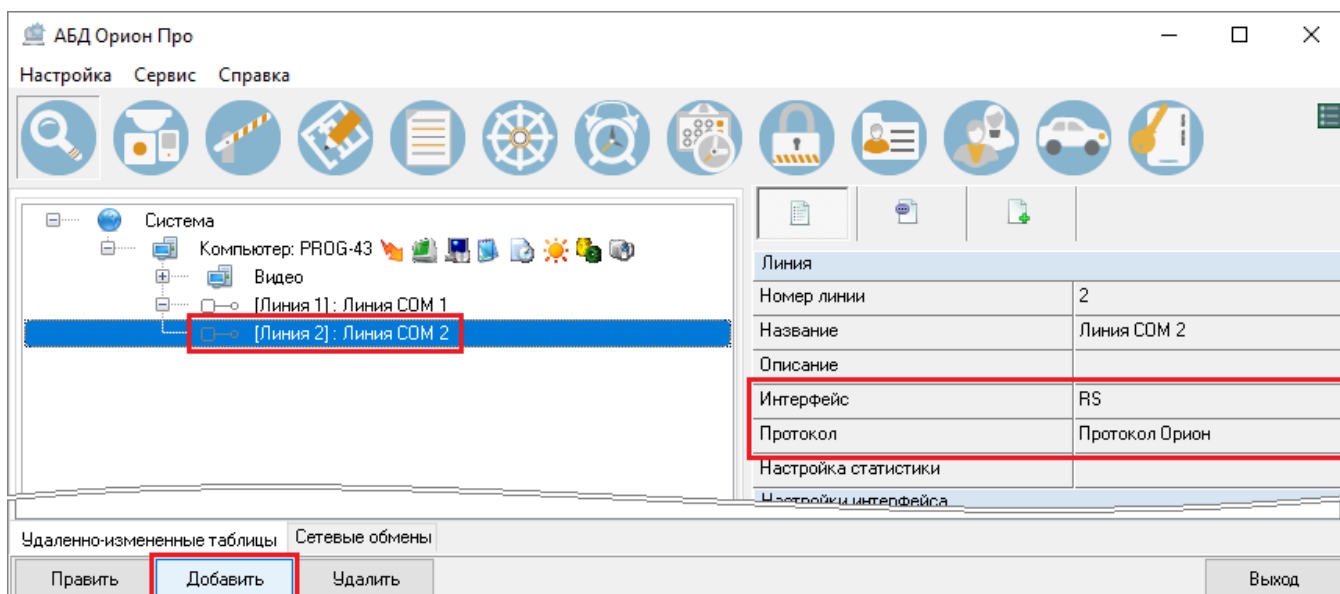 АБД Орион Про
Настройка Сервис Справка
Система
Компьютер: PROG-43
Видео
[Линия 1] : Линия COM 1
[Линия 2] : Линия COM 2
Линия
Номер линии 2
Название Линия COM 2
Описание
Интерфейс RS
Протокол Протокол Орион
Настройка статистики
Настройки интерфейса
Удаленно-измененные таблицы Сетевые обмены
Править Добавить Удалить Выход